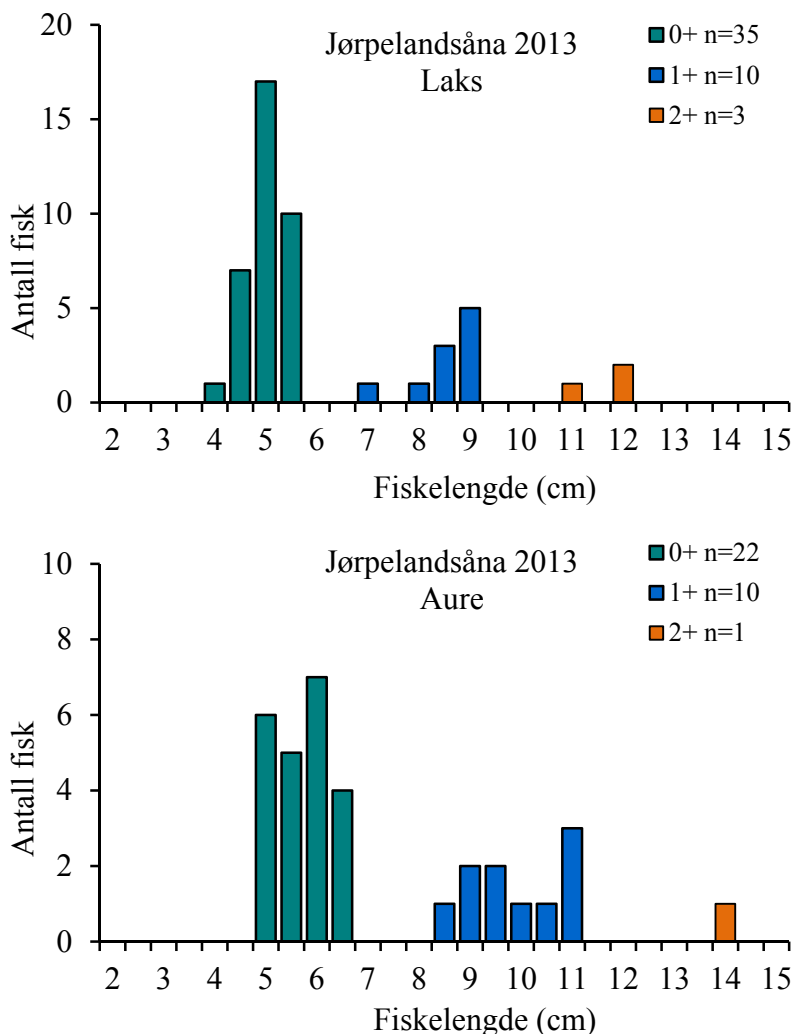 Jørpelandsåna 2013
Laks
0+ n=35
1+ n=10
2+ n=3
Antall fisk
20
15
10
5
0
2 3 4 5 6 7 8 9 10 11 12 13 14 15
Fiskelengde (cm)
Jørpelandsåna 2013
Aure
0+ n=22
1+ n=10
2+ n=1
Antall fisk
10
8
6
4
2
0
2 3 4 5 6 7 8 9 10 11 12 13 14 15
Fiskelengde (cm)